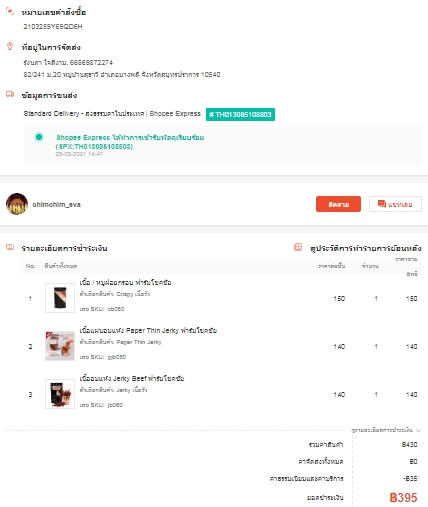 หมายเลขคำสั่งซื้อ
2103259Y69QD6H
ที่อยู่ในการจัดส่ง
รุ่งนภา ใจสีงาม, 66869872274
82/241 ม.20 หมู่บ้านสุธาวี อำเภอบางพลี จังหวัดสมุทรปราการ 10540
ข้อมูลการขนส่ง
Standard Delivery - ส่งธรรมดาในประเทศ | Shopee Express # TH013085108803
Shopee Express ได้ทำการเข้ารับพัสดุเรียบร้อย
(SPX:TH013085108803)
25-03-2021 14:47
ohlmohlm_eva ติดตาม แชทเลย
รายละเอียดการชำระเงิน ดูประวัติการทำรายการย้อนหลัง
No. สินค้าทั้งหมด ราคาต่อชิ้น จำนวน ราคาขายสุทธิ
1 เนื้อ / หมูฝอยกรอบ ฟาร์มโชคชัย 150 1 150
ตัวเลือกสินค้า: Crispy เนื้อวัว
เลข SKU: cb060
2 เนื้อแผ่นอบแห้ง Paper Thin Jerky ฟาร์มโชคชัย 140 1 140
ตัวเลือกสินค้า: Paper Thin Jerky
เลข SKU: pjb050
3 เนื้ออบแห้ง Jerky Beef ฟาร์มโชคชัย 140 1 140
ตัวเลือกสินค้า: Jerky เนื้อวัว
เลข SKU: jb060
ดูรายละเอียดการชำระเงิน
รวมค่าสินค้า ฿430
ค่าจัดส่งทั้งหมด ฿0
ค่าธรรมเนียมและค่าบริการ -฿35
ยอดชำระเงิน ฿395